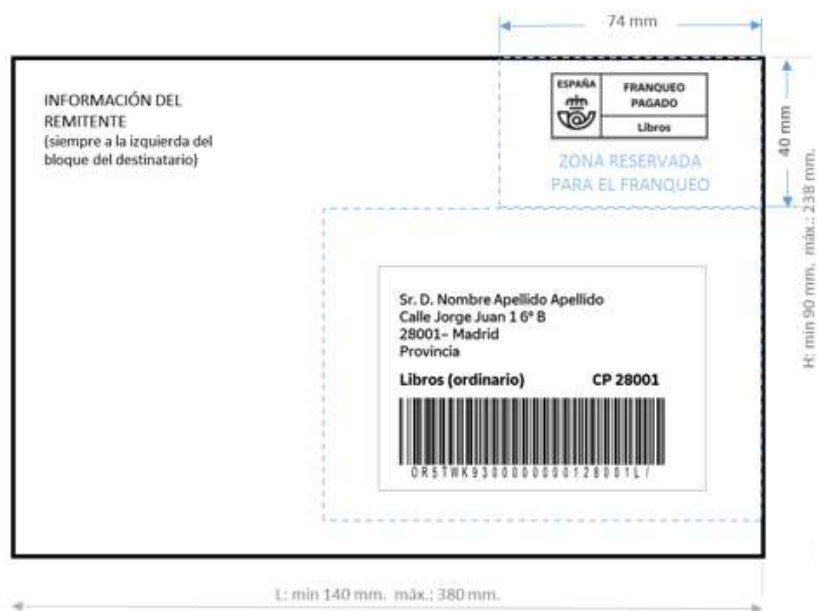 74 mm
INFORMACIÓN DEL
REMITENTE
(siempre a la izquierda del
bloque del destinatario)
ESPAÑA
FRANQUEO
PAGADO
Libros
ZONA RESERVADA
PARA EL FRANQUEO
40 mm
H: min 90 mm. máx.: 238 mm.
Sr. D. Nombre Apellido Apellido
Calle Jorge Juan 1 6º B
28001– Madrid
Provincia
Libros (ordinario) CP 28001
OR5TWK9300000000128001L/
L: min 140 mm. máx.: 380 mm.